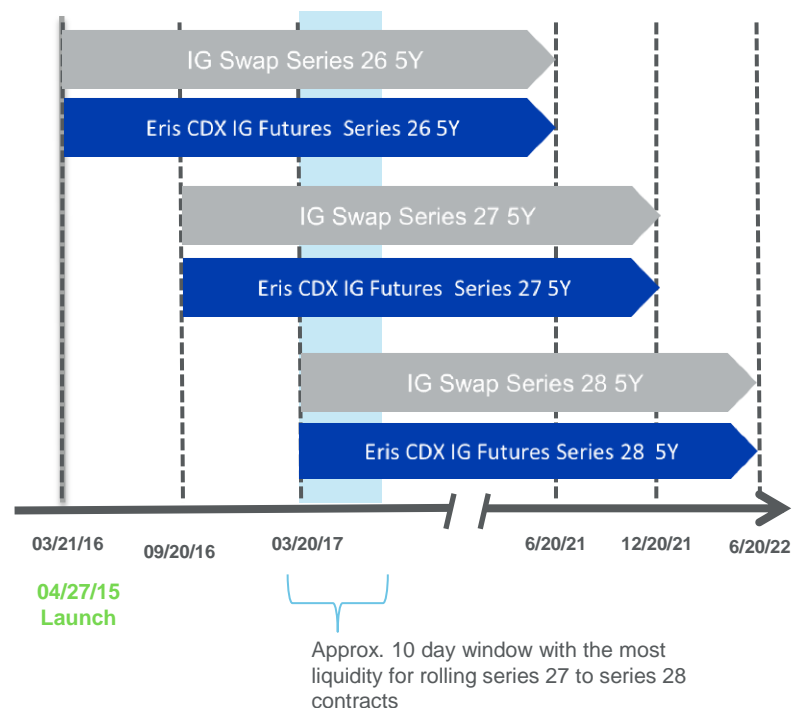 IG Swap Series 26 5Y
Eris CDX IG Futures Series 26 5Y
IG Swap Series 27 5Y
Eris CDX IG Futures Series 27 5Y
IG Swap Series 28 5Y
Eris CDX IG Futures Series 28 5Y
03/21/16
09/20/16
03/20/17
6/20/21
12/20/21
6/20/22
04/27/15
Launch
Approx. 10 day window with the most
liquidity for rolling series 27 to series 28
contracts